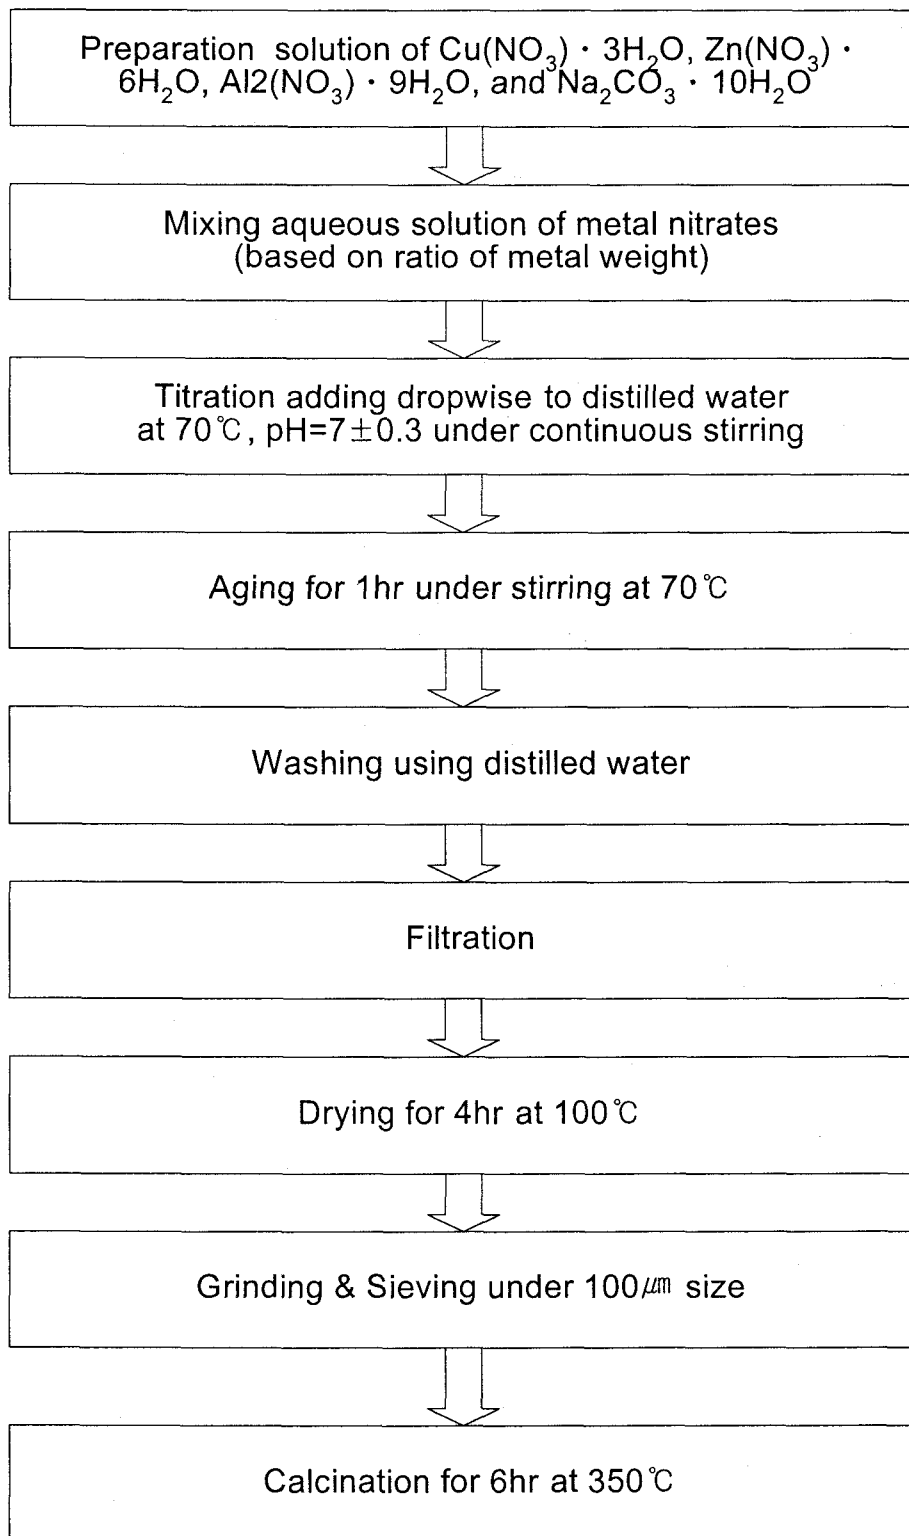 Preparation solution of Cu(NO₃) · 3H₂O, Zn(NO₃) ·
6H₂O, Al2(NO₃) · 9H₂O, and Na₂CO₃ · 10H₂O
Mixing aqueous solution of metal nitrates
(based on ratio of metal weight)
Titration adding dropwise to distilled water
at 70℃, pH=7±0.3 under continuous stirring
Aging for 1hr under stirring at 70℃
Washing using distilled water
Filtration
Drying for 4hr at 100℃
Grinding & Sieving under 100㎛ size
Calcination for 6hr at 350℃